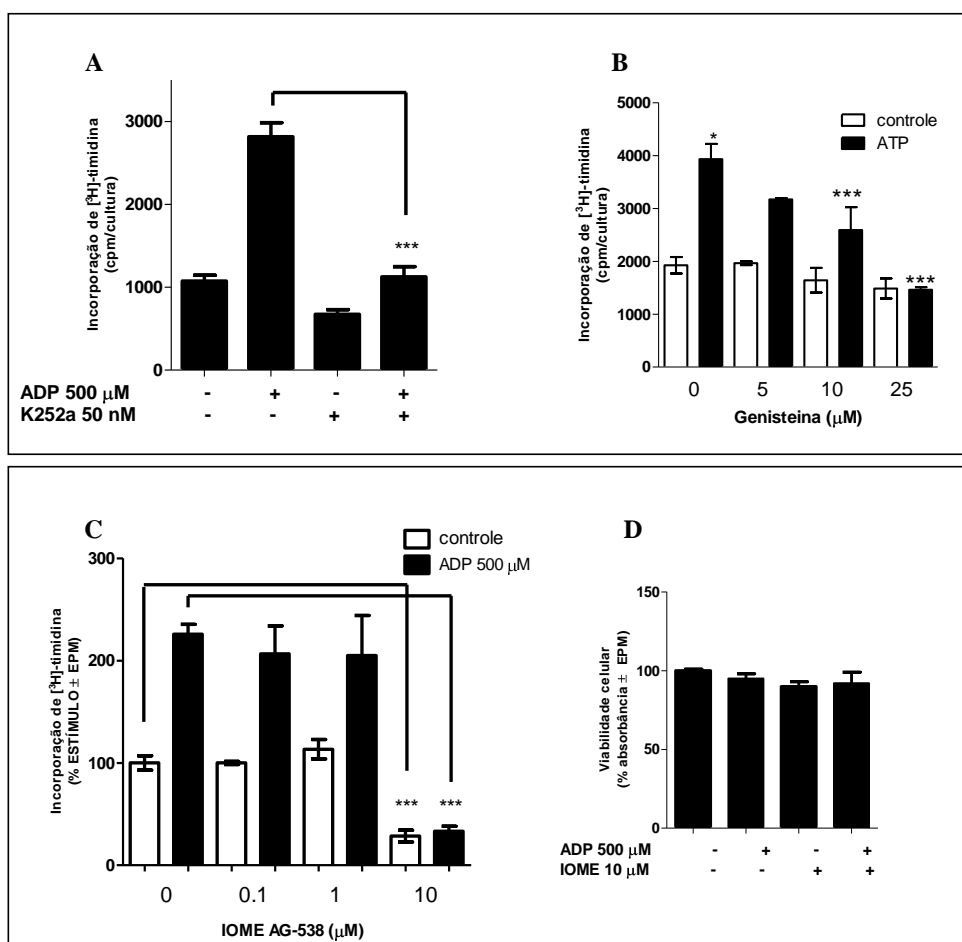 A
Incorporação de [³H]-timidina
(cpm/cultura)
3000
2000
1000
0
ADP 500 μM - + - +
K252a 50 nM - - + +
***
B
Incorporação de [³H]-timidina
(cpm/cultura)
5000
4000
3000
2000
1000
0
controle
ATP
*
***
***
0 5 10 25
Genisteina (μM)
C
Incorporação de [³H]-timidina
(% ESTÍMULO ± EPM)
300
200
100
0
controle
ADP 500 μM
*** ***
0 0.1 1 10
IOME AG-538 (μM)
D
Viabilidade celular
(% absorbância ± EPM)
150
100
50
0
ADP 500 μM - + - +
IOME 10 μM - - + +